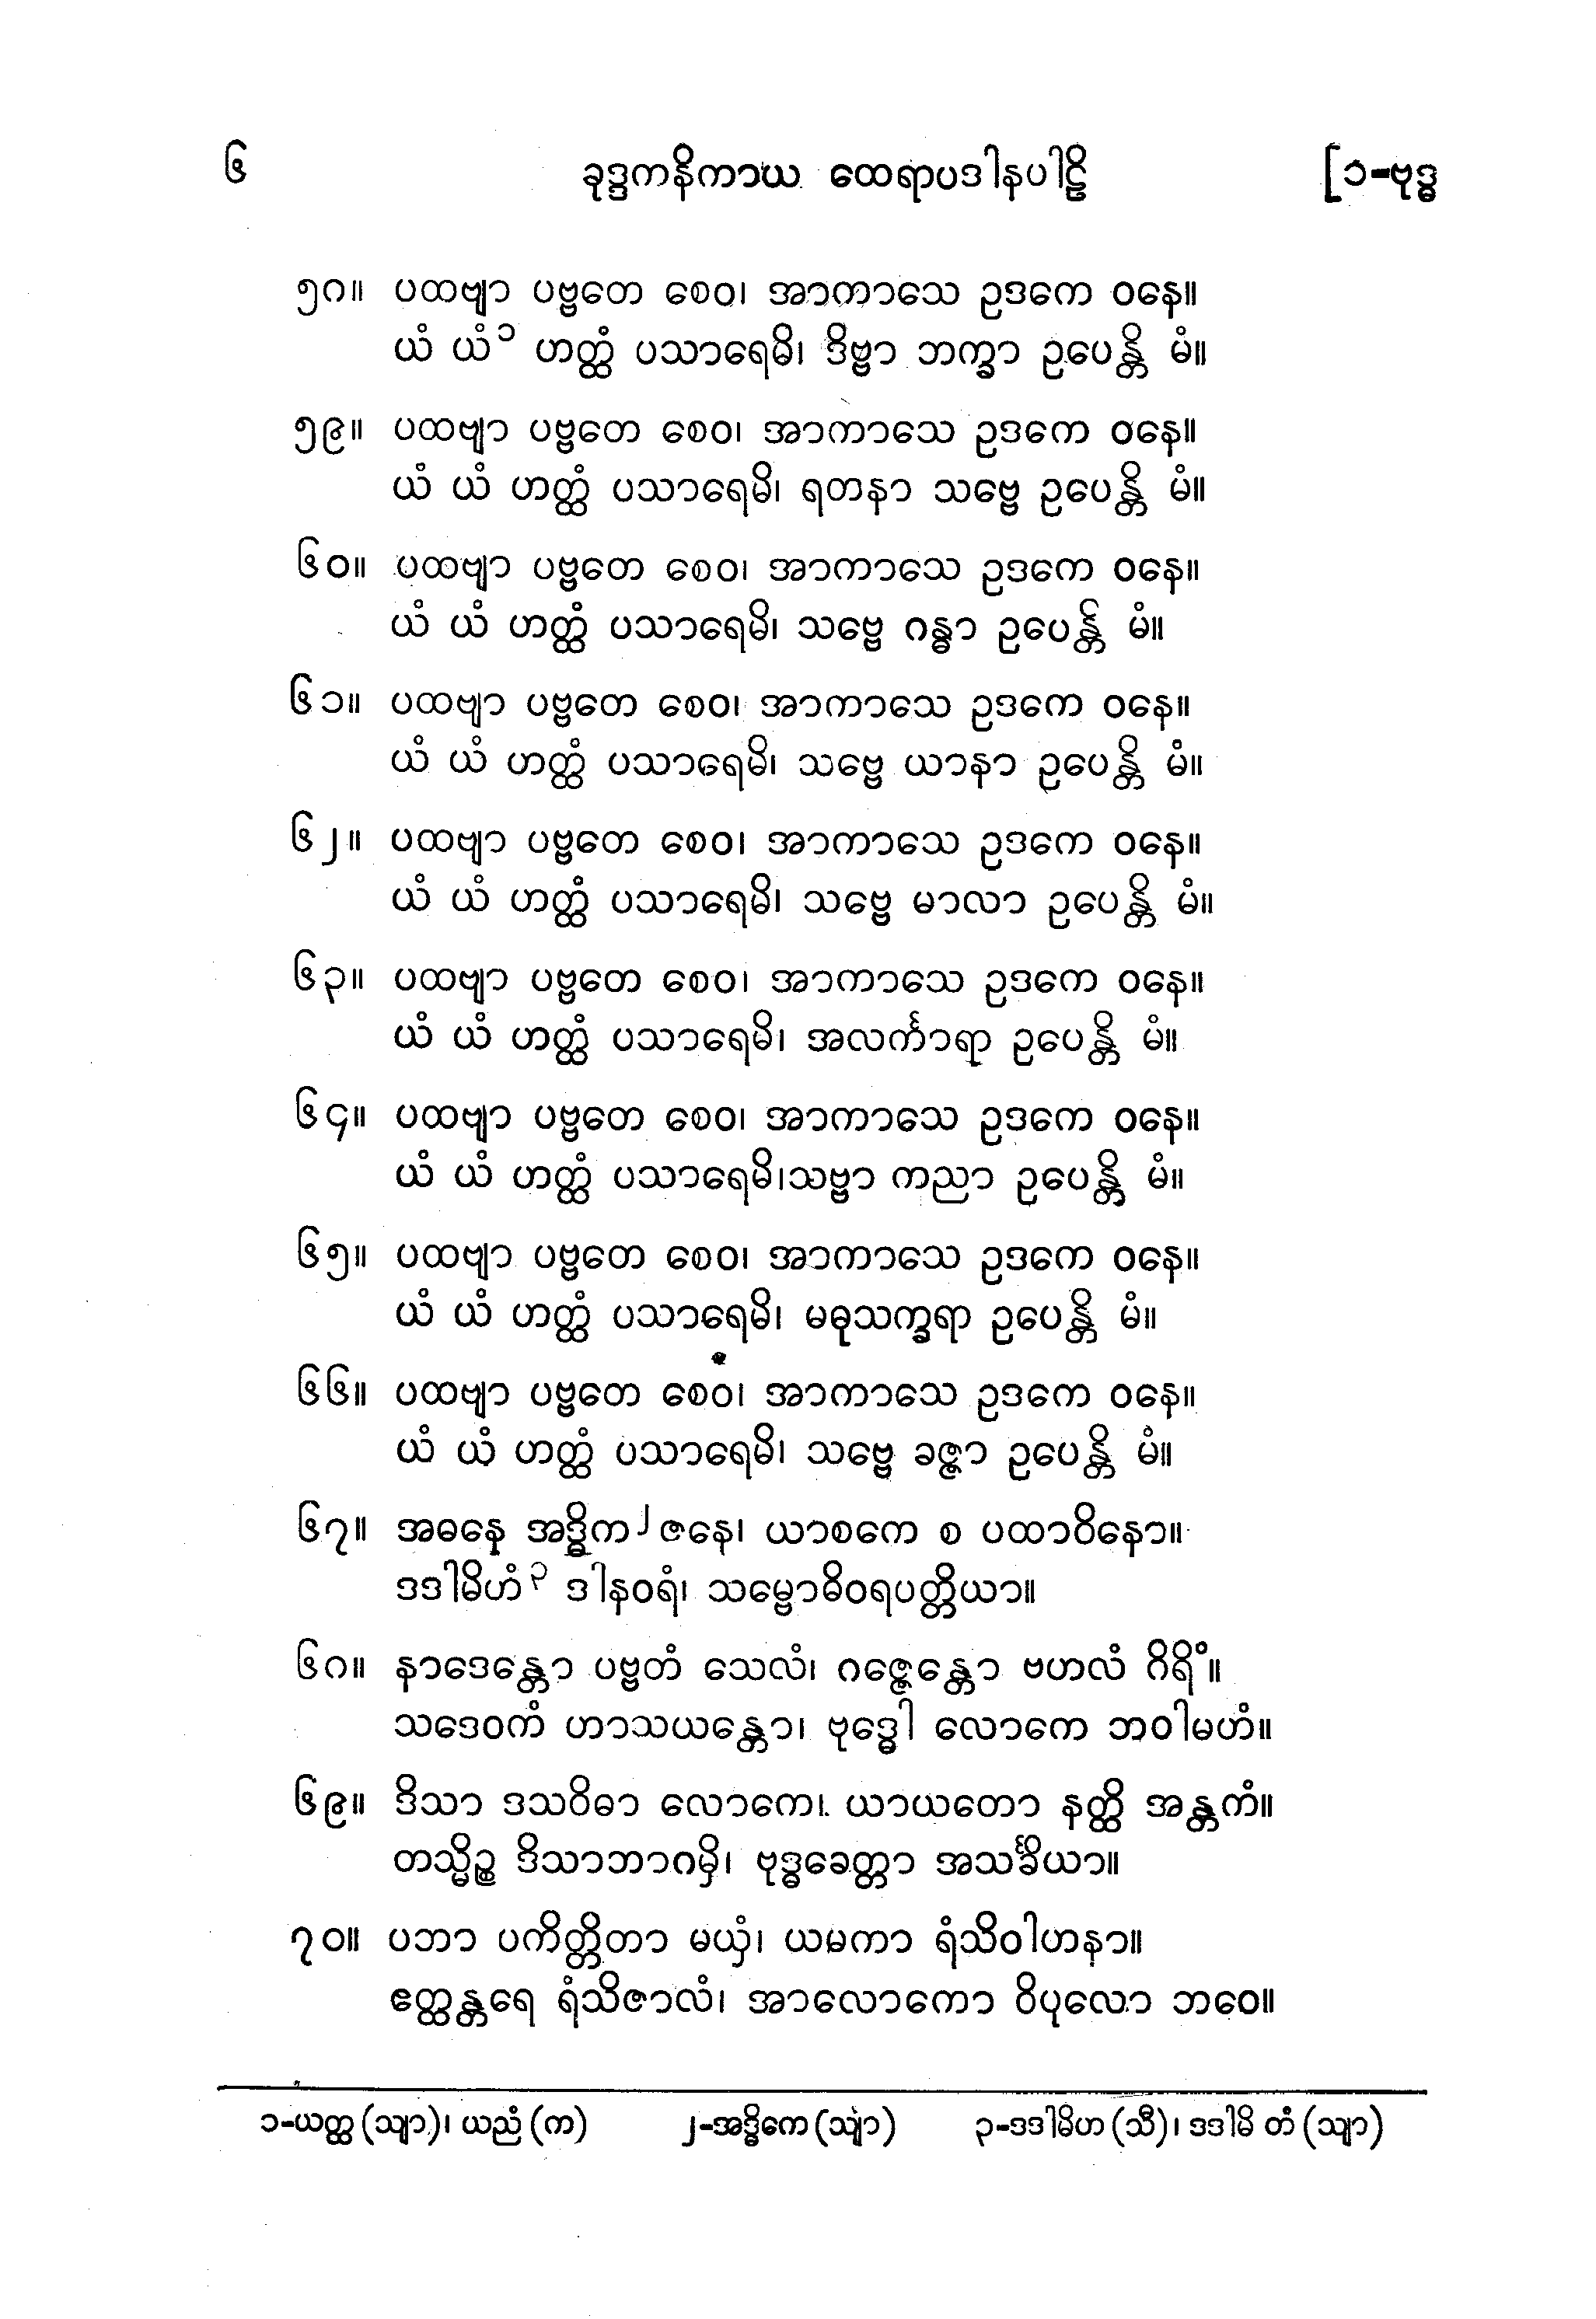 ၆ ခုဒ္ဒကနိကာယ ထေရာပဒါနပါဠိ [၁-ဗုဒ္ဓ
၅၈။ ပထဗျာ ပဗ္ဗတေ စေဝ၊ အာကာသေ ဥဒကေ ဝနေ။
ယံ ယံ၁ ဟတ္ထံ ပသာရေမိ၊ ဒိဗ္ဗာ ဘက္ခာ ဥပေန္တိ မံ။
၅၉။ ပထဗျာ ပဗ္ဗတေ စေဝ၊ အာကာသေ ဥဒကေ ဝနေ။
ယံ ယံ ဟတ္ထံ ပသာရေမိ၊ ရတနာ သဗ္ဗေ ဥပေန္တိ မံ။
၆၀။ ပထဗျာ ပဗ္ဗတေ စေဝ၊ အာကာသေ ဥဒကေ ဝနေ။
ယံ ယံ ဟတ္ထံ ပသာရေမိ၊ သဗ္ဗေ ဂန္ဓာ ဥပေန္တိ မံ။
၆၁။ ပထဗျာ ပဗ္ဗတေ စေဝ၊ အာကာသေ ဥဒကေ ဝနေ။
ယံ ယံ ဟတ္ထံ ပသာရေမိ၊ သဗ္ဗေ ယာနာ ဥပေန္တိ မံ။
၆၂။ ပထဗျာ ပဗ္ဗတေ စေဝ၊ အာကာသေ ဥဒကေ ဝနေ။
ယံ ယံ ဟတ္ထံ ပသာရေမိ၊ သဗ္ဗေ မာလာ ဥပေန္တိ မံ။
၆၃။ ပထဗျာ ပဗ္ဗတေ စေဝ၊ အာကာသေ ဥဒကေ ဝနေ။
ယံ ယံ ဟတ္ထံ ပသာရေမိ၊ အလင်္ကာရာ ဥပေန္တိ မံ။
၆၄။ ပထဗျာ ပဗ္ဗတေ စေဝ၊ အာကာသေ ဥဒကေ ဝနေ။
ယံ ယံ ဟတ္ထံ ပသာရေမိ၊သဗ္ဗာ ကညာ ဥပေန္တိ မံ။
၆၅။ ပထဗျာ ပဗ္ဗတေ စေဝ၊ အာကာသေ ဥဒကေ ဝနေ။
ယံ ယံ ဟတ္ထံ ပသာရေမိ၊ မဓုသက္ခရာ ဥပေန္တိ မံ။
၆၆။ ပထဗျာ ပဗ္ဗတေ စေဝ၊ အာကာသေ ဥဒကေ ဝနေ။
ယံ ယံ ဟတ္ထံ ပသာရေမိ၊ သဗ္ဗေ ခဇ္ဇာ ဥပေန္တိ မံ။
၆၇။ အဓနေ အဒ္ဓိက၂ ဇနေ၊ ယာစကေ စ ပထာဝိနော။
ဒဒါမိဟံ၃ ဒါနဝရံ၊ သမ္ဗောဓိဝရပတ္တိယာ။
၆၈။ နာဒေန္တော ပဗ္ဗတံ သေလံ၊ ဂဇ္ဇေန္တော ဗဟလံ ဂိရိံ။
သဒေဝကံ ဟာသယန္တော၊ ဗုဒ္ဓေါ လောကေ ဘဝါမဟံ။
၆၉။ ဒိသာ ဒသဝိဓာ လောကေ၊ ယာယတော နတ္ထိ အန္တကံ။
တသ္မိဉ္စ ဒိသာဘာဂမှိ၊ ဗုဒ္ဓခေတ္တာ အသင်္ခိယာ။
၇၀။ ပဘာ ပကိတ္တိတာ မယှံ၊ ယမကာ ရံသိဝါဟနာ။
ဧတ္ထန္တရေ ရံသိဇာလံ၊ အာလောကော ဝိပုလော ဘဝေ။
၁-ယတ္ထ (သျာ)၊ ယညံ (က) ၂-အဒ္ဓိကေ (သျာ) ၃-ဒဒါမိဟ (သီ)၊ ဒဒါမိ တံ (သျာ)